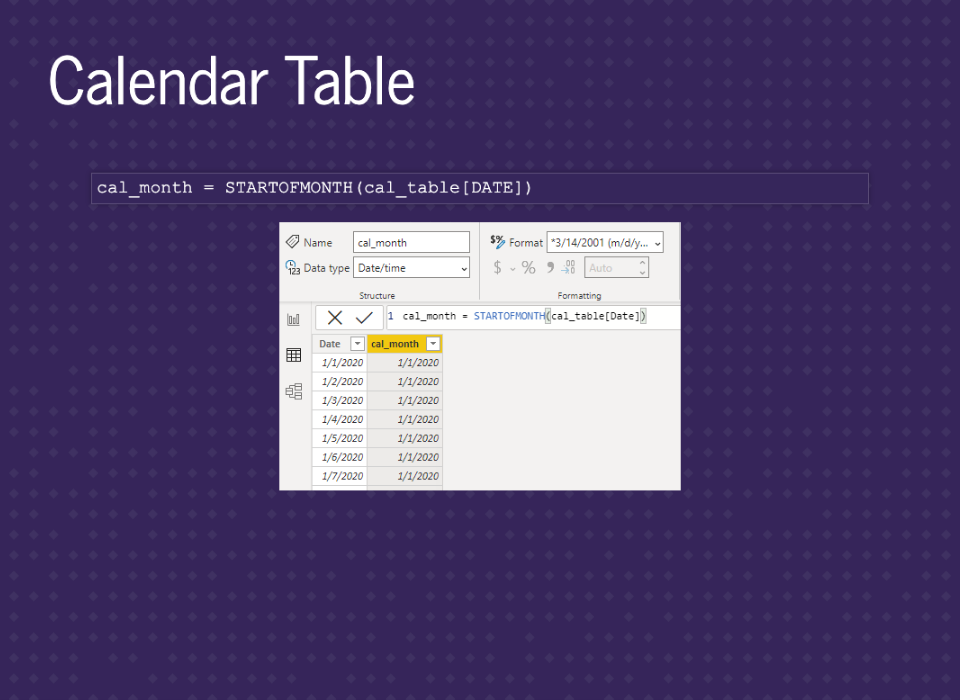 Calendar Table
cal_month = STARTOFMONTH(cal_table[DATE])
Name cal_month $% Format *3/14/2001 (m/d/y...
123 Data type Date/time $ % 9 .00 Auto
Structure Formatting
1 cal_month = STARTOFMONTH(cal_table[Date])
Date cal_month
1/1/2020 1/1/2020
1/2/2020 1/1/2020
1/3/2020 1/1/2020
1/4/2020 1/1/2020
1/5/2020 1/1/2020
1/6/2020 1/1/2020
1/7/2020 1/1/2020